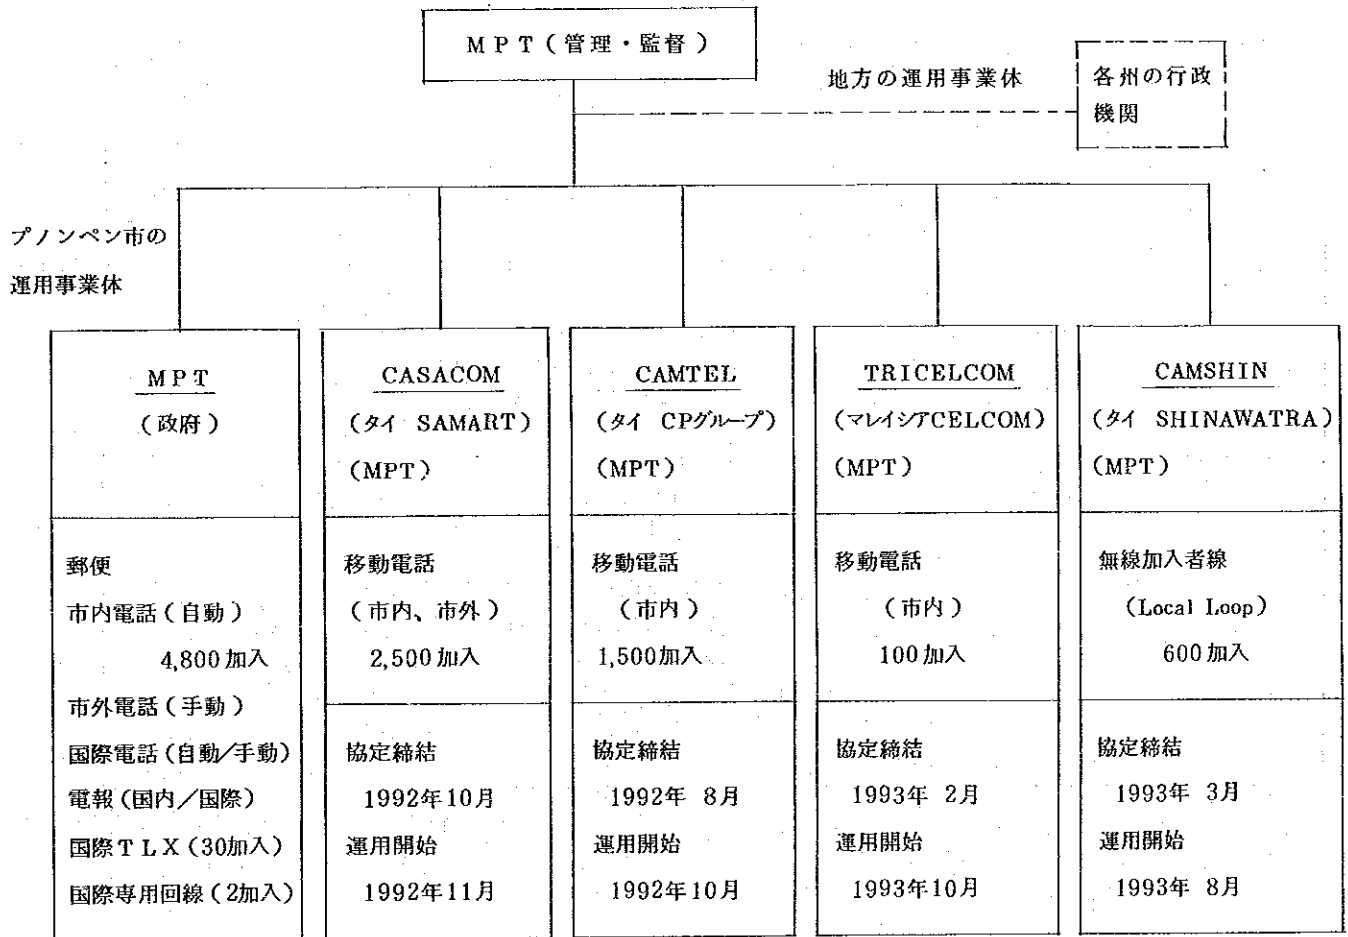 MPT(管理・監督)
地方の運用事業体
各州の行政
機関
プノンペン市の
運用事業体
MPT
(政府)
郵便
市内電話(自動)
4,800加入
市外電話(手動)
国際電話(自動/手動)
電報(国内/国際)
国際TLX(30加入)
国際専用回線(2加入)
CASACOM
(タイ SAMART)
(MPT)
移動電話
(市内、市外)
2,500加入
協定締結
1992年10月
運用開始
1992年11月
CAMTEL
(タイ CPグループ)
(MPT)
移動電話
(市内)
1,500加入
協定締結
1992年 8月
運用開始
1992年10月
TRICELCOM
(マレイシアCELCOM)
(MPT)
移動電話
(市内)
100加入
協定締結
1993年 2月
運用開始
1993年10月
CAMSHIN
(タイ SHINAWATRA)
(MPT)
無線加入者線
(Local Loop)
600加入
協定締結
1993年 3月
運用開始
1993年 8月